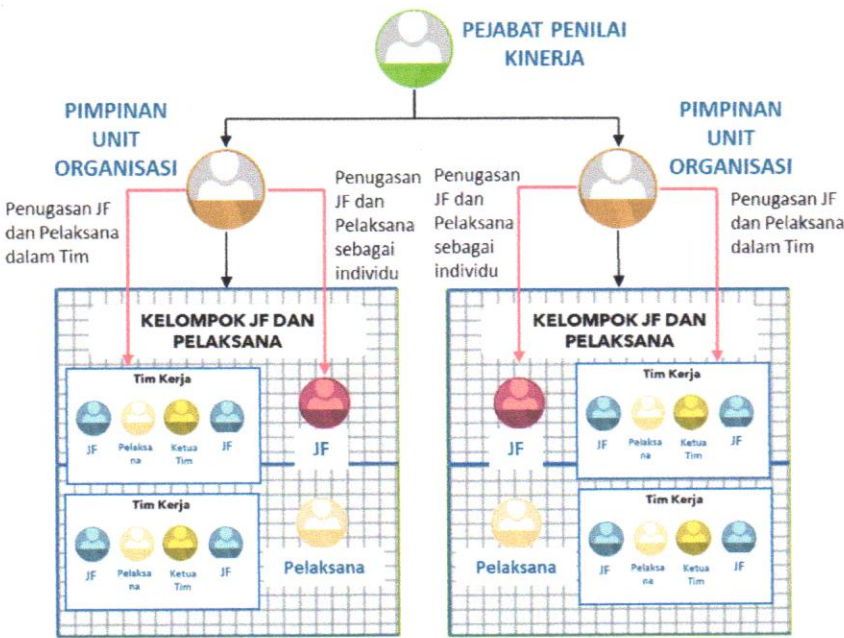 PEJABAT PENILAI
KINERJA
PIMPINAN
UNIT
ORGANISASI
PIMPINAN
UNIT
ORGANISASI
Penugasan JF
dan Pelaksana
dalam Tim
Penugasan
JF dan
Pelaksana
sebagai
individu
Penugasan
JF dan
Pelaksana
sebagai
individu
Penugasan JF
dan Pelaksana
dalam Tim
KELOMPOK JF DAN
PELAKSANA
Tim Kerja
JF
Pelaksa
na
Ketua
Tim
JF
JF
Tim Kerja
JF
Pelaksa
na
Ketua
Tim
JF
Pelaksana
KELOMPOK JF DAN
PELAKSANA
JF
Tim Kerja
JF
Pelaksa
na
Ketua
Tim
JF
Pelaksana
Tim Kerja
JF
Pelaksa
na
Ketua
Tim
JF